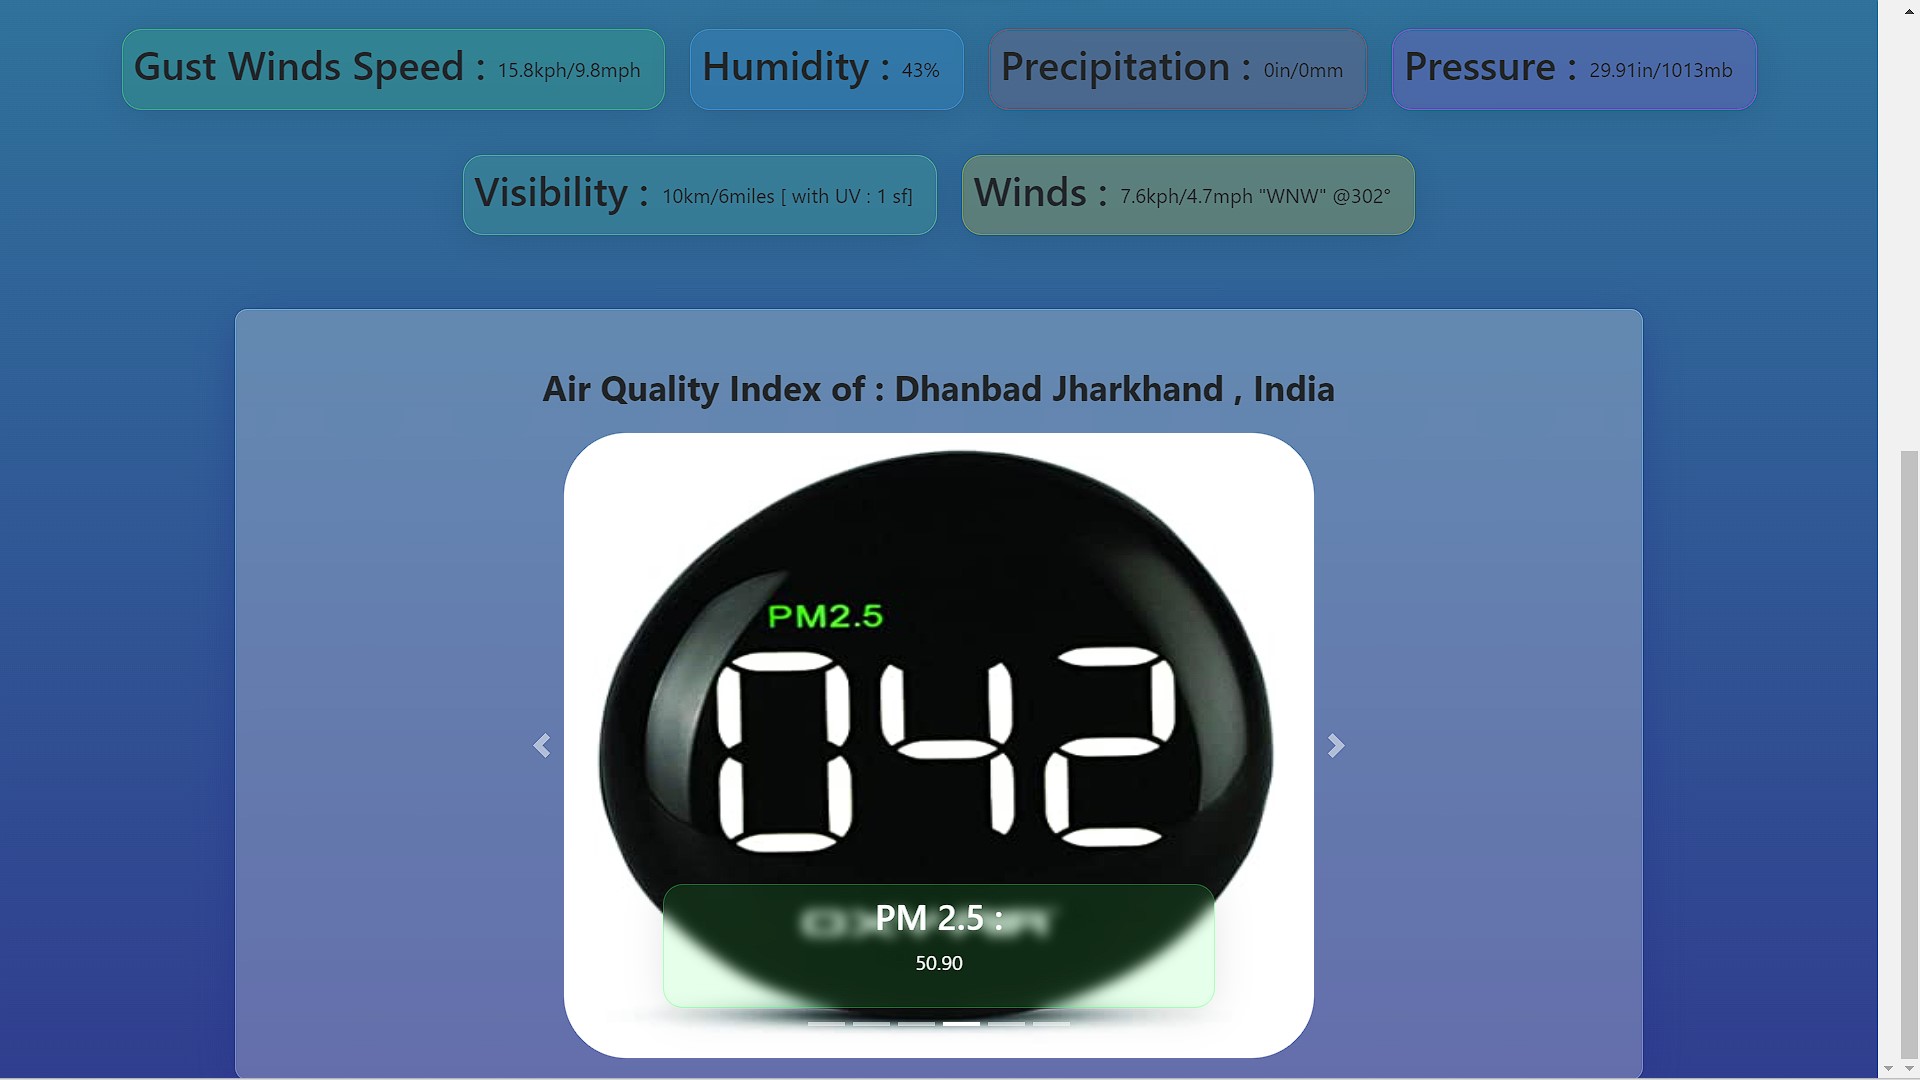 Gust Winds Speed : 15.8kph/9.8mph
Humidity : 43%
Precipitation : 0in/0mm
Pressure : 29.91in/1013mb
Visibility : 10km/6miles [ with UV : 1 sf]
Winds : 7.6kph/4.7mph "WNW" @302°
Air Quality Index of : Dhanbad Jharkhand , India
PM2.5
042
PM 2.5 :
50.90